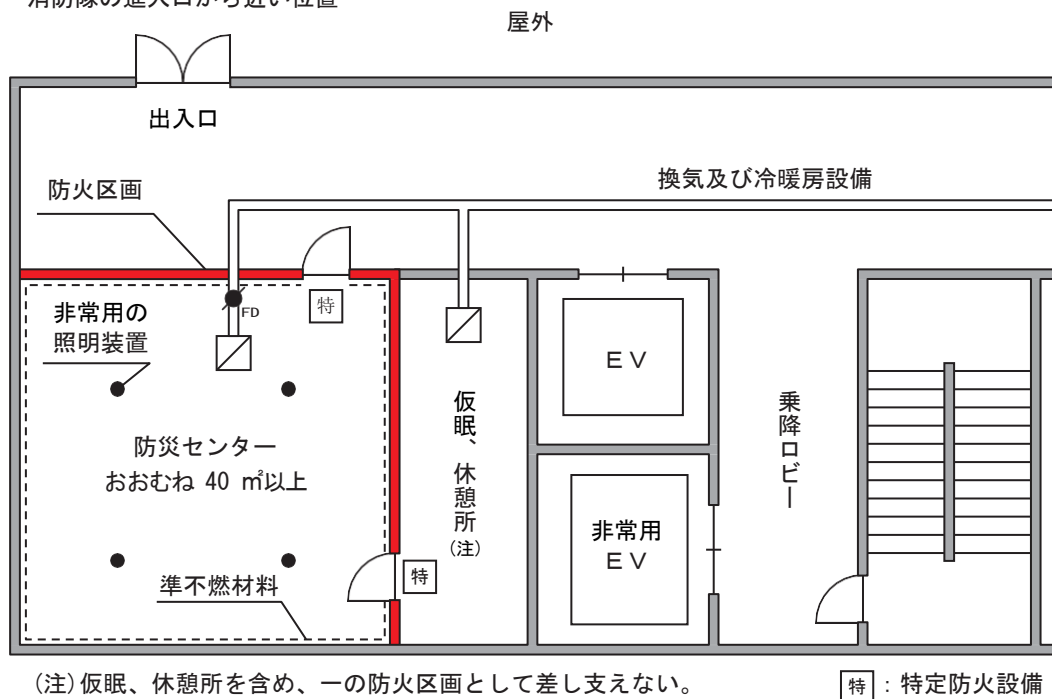 消防隊の進入口から近い位置
屋外
出入口
防火区画
換気及び冷暖房設備
特
FD
非常用の
照明装置
EV
仮眠、休憩所
(注)
乗降ロビー
防災センター
おおむね 40 ㎡以上
非常用
EV
特
準不燃材料
(注)仮眠、休憩所を含め、一の防火区画として差し支えない。
特：特定防火設備